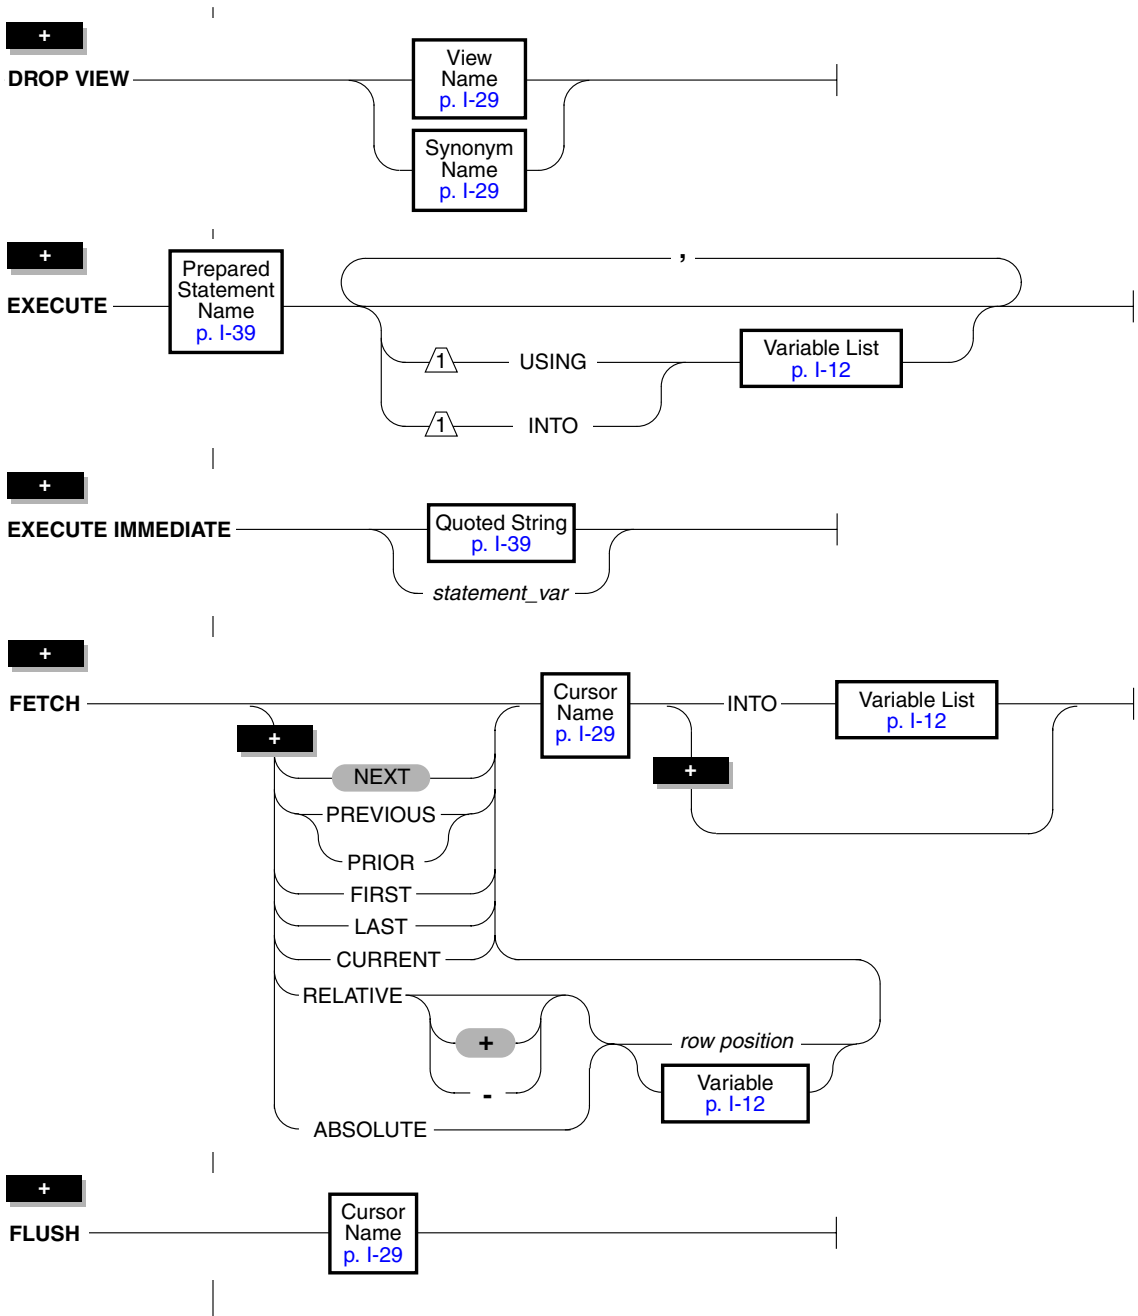 +
DROP VIEW
View
Name
p. I-29
Synonym
Name
p. I-29
+
EXECUTE
Prepared
Statement
Name
p. I-39
,
1 USING
Variable List
p. I-12
1 INTO
+
EXECUTE IMMEDIATE
Quoted String
p. I-39
statement_var
+
FETCH
Cursor
Name
p. I-29
INTO
Variable List
p. I-12
+
+
NEXT
PREVIOUS
PRIOR
FIRST
LAST
CURRENT
RELATIVE
+
-
row position
Variable
p. I-12
ABSOLUTE
+
FLUSH
Cursor
Name
p. I-29